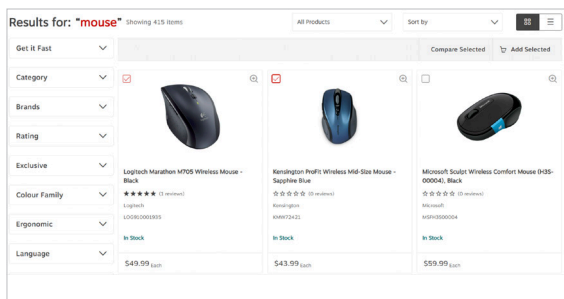 Results for: "mouse" Showing 415 items
All Products
Sort by
Get it Fast
Compare Selected
Add Selected
Category
Brands
Rating
Exclusive
Colour Family
Ergonomic
Language
Logitech Marathon M705 Wireless Mouse -
Black
(3 reviews)
Logitech
LOG910001935
In Stock
$49.99 Each
Kensington ProFit Wireless Mid-Size Mouse -
Sapphire Blue
(0 reviews)
Kensington
KMW72421
In Stock
$43.99 Each
Microsoft Sculpt Wireless Comfort Mouse (H3S-
00004), Black
(0 reviews)
Microsoft
MSFH3S00004
In Stock
$59.99 Each